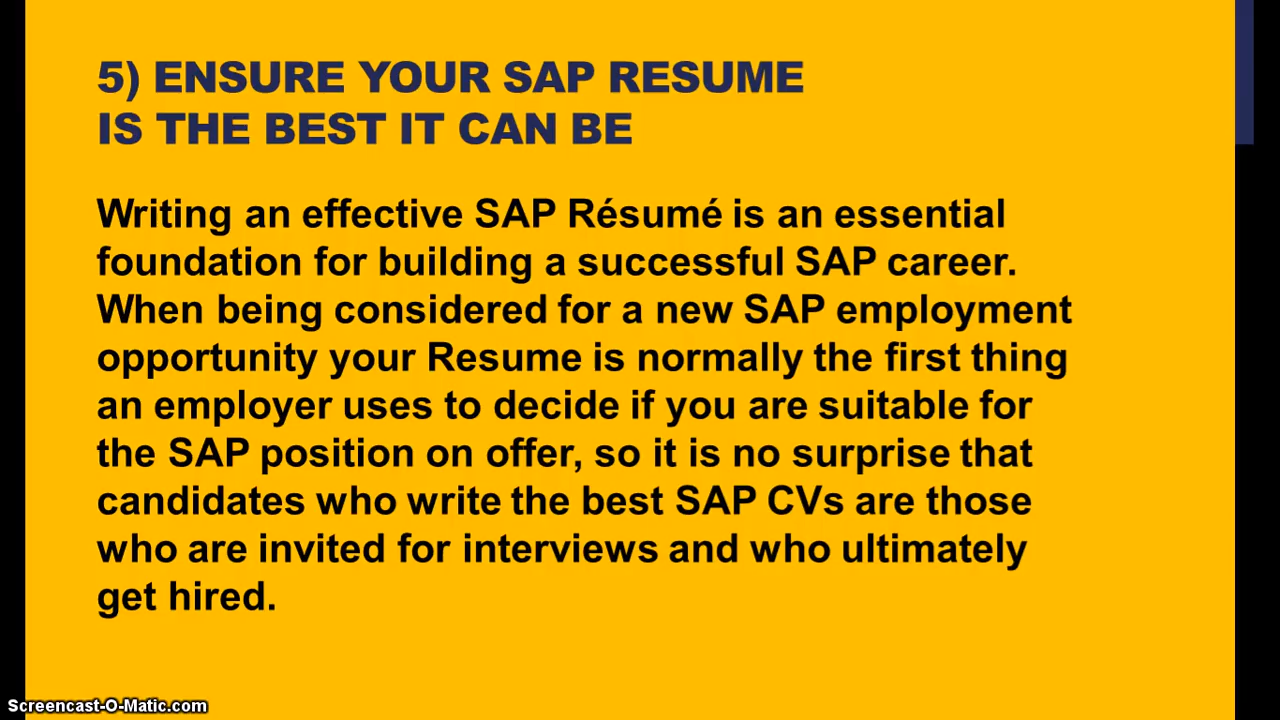 5) ENSURE YOUR SAP RESUME
IS THE BEST IT CAN BE
Writing an effective SAP Résumé is an essential
foundation for building a successful SAP career.
When being considered for a new SAP employment
opportunity your Resume is normally the first thing
an employer uses to decide if you are suitable for
the SAP position on offer, so it is no surprise that
candidates who write the best SAP CVs are those
who are invited for interviews and who ultimately
get hired.
Screencast-O-Matic.com